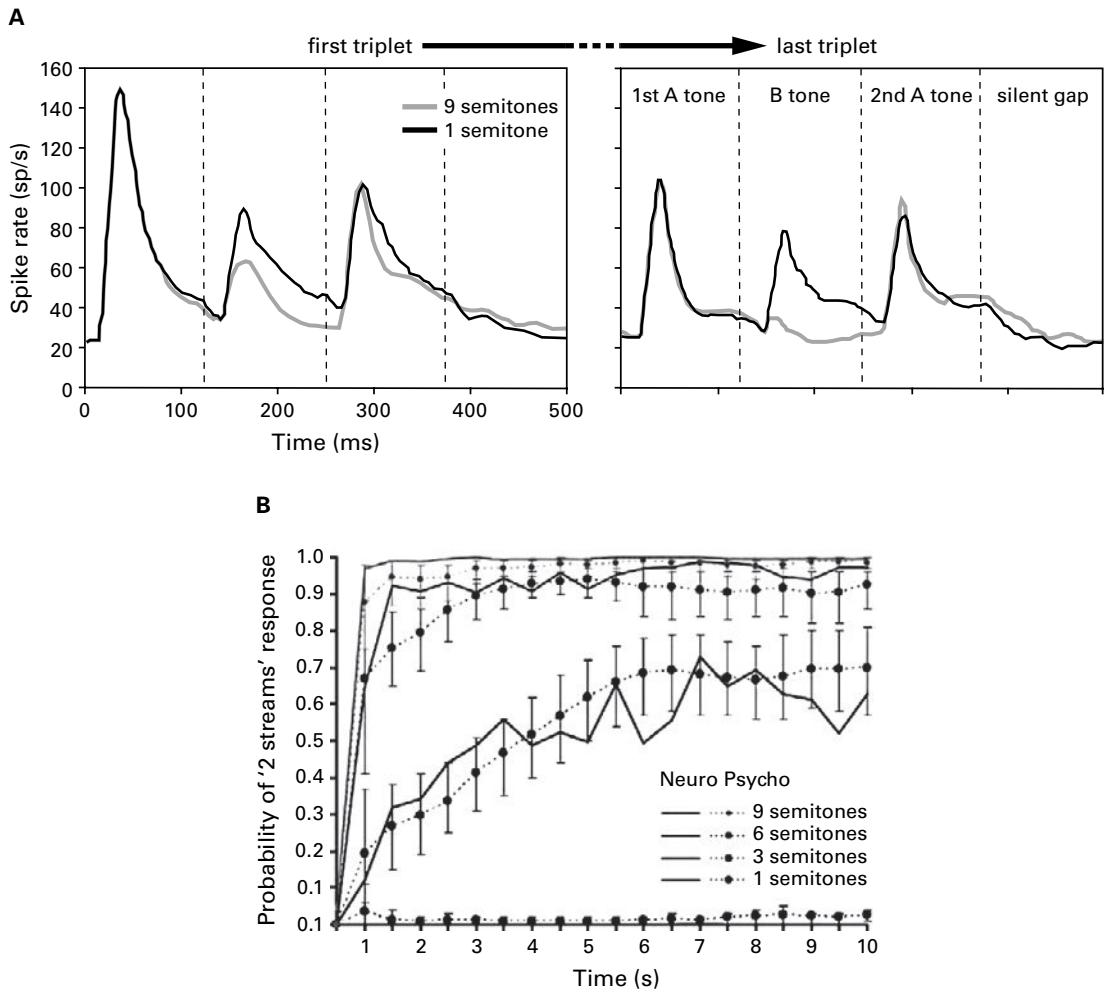 A
first triplet
last triplet
Spike rate (sp/s)
160
140
120
100
80
60
40
20
0
9 semitones
1 semitone
1st A tone
B tone
2nd A tone
silent gap
0
100
200
300
400
500
Time (ms)
B
Probability of '2 streams' response
1.0
0.9
0.8
0.7
0.6
0.5
0.4
0.3
0.2
0.1
0.1
Neuro Psycho
9 semitones
6 semitones
3 semitones
1 semitones
1
2
3
4
5
6
7
8
9
10
Time (s)